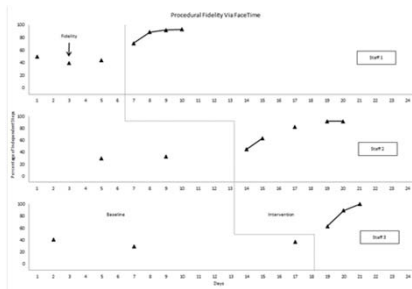 Procedural Fidelity Via FaceTime
Percentage of Independent Steps
100
80
60
40
20
0
Fidelity
Staff 1
1 2 3 4 5 6 7 8 9 10 11 12 13 14 15 16 17 18 19 20 21 22 23 24
100
80
60
40
20
0
Staff 2
1 2 3 4 5 6 7 8 9 10 11 12 13 14 15 16 17 18 19 20 21 22 23 24
100
80
60
40
20
0
Baseline
Intervention
Staff 3
1 2 3 4 5 6 7 8 9 10 11 12 13 14 15 16 17 18 19 20 21 22 23 24
Days